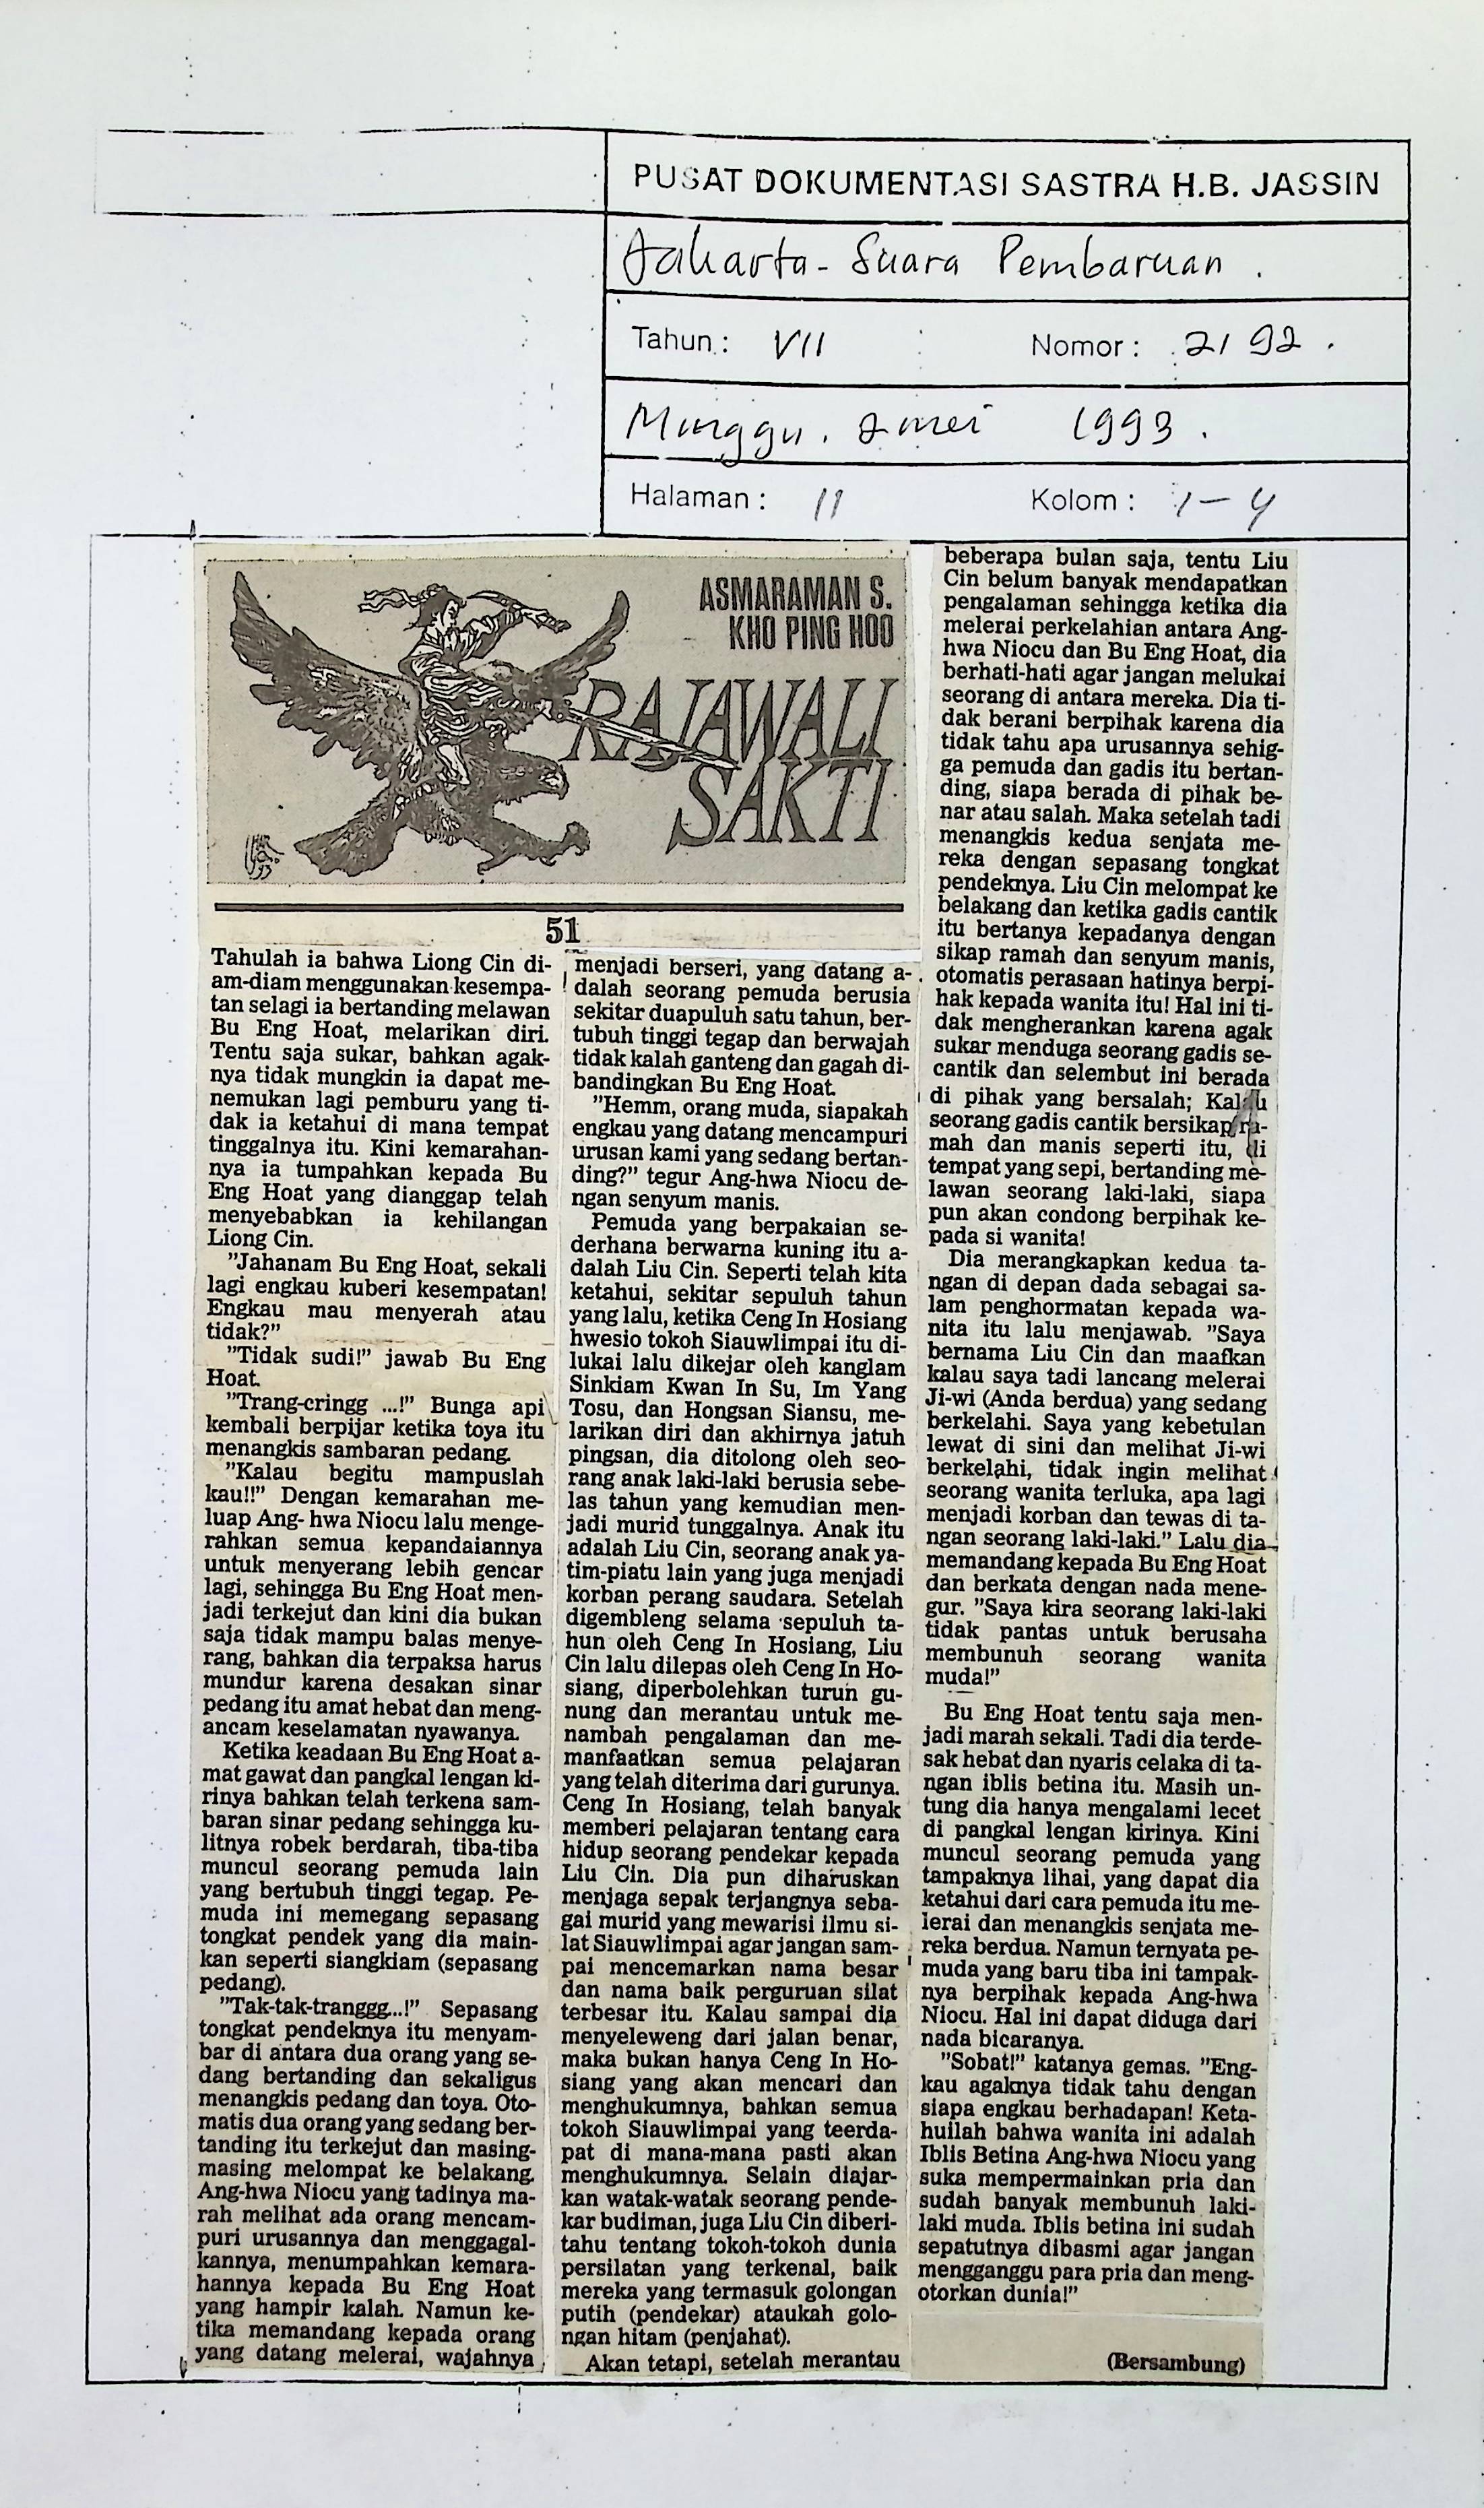 PUSAT DOKUMENTASI SASTRA H.B. JASSIN
Jakarta - Suara Pembaruan.
Tahun : VII Nomor : 2192.
Minggu, 2 mei 1993.
Halaman : 11 Kolom : 1-4
ASMARAMAN S.
KHO PING HOO
RAJAWALI
SAKTI
51
Tahulah ia bahwa Liong Cin di-
am-diam menggunakan kesempa-
tan selagi ia bertanding melawan
Bu Eng Hoat, melarikan diri.
Tentu saja sukar, bahkan agak-
nya tidak mungkin ia dapat me-
nemukan lagi pemburu yang ti-
dak ia ketahui di mana tempat
tinggalnya itu. Kini kemarahan-
nya ia tumpahkan kepada Bu
Eng Hoat yang dianggap telah
menyebabkan ia kehilangan
Liong Cin.
"Jahanam Bu Eng Hoat, sekali
lagi engkau kuberi kesempatan!
Engkau mau menyerah atau
tidak?"
"Tidak sudi!" jawab Bu Eng
Hoat.
"Trang-cringg ...!" Bunga api
kembali berpijar ketika toya itu
menangkis sambaran pedang.
"Kalau begitu mampuslah
kau!!" Dengan kemarahan me-
luap Ang- hwa Niocu lalu menge-
rahkan semua kepandaiannya
untuk menyerang lebih gencar
lagi, sehingga Bu Eng Hoat men-
jadi terkejut dan kini dia bukan
saja tidak mampu balas menye-
rang, bahkan dia terpaksa harus
mundur karena desakan sinar
pedang itu amat hebat dan meng-
ancam keselamatan nyawanya.
Ketika keadaan Bu Eng Hoat a-
mat gawat dan pangkal lengan ki-
rinya bahkan telah terkena sam-
baran sinar pedang sehingga ku-
litnya robek berdarah, tiba-tiba
muncul seorang pemuda lain
yang bertubuh tinggi tegap. Pe-
muda ini memegang sepasang
tongkat pendek yang dia main-
kan seperti siangkiam (sepasang
pedang).
"Tak-tak-tranggg...!" Sepasang
tongkat pendeknya itu menyam-
bar di antara dua orang yang se-
dang bertanding dan sekaligus
menangkis pedang dan toya. Oto-
matis dua orang yang sedang ber-
tanding itu terkejut dan masing-
masing melompat ke belakang.
Ang-hwa Niocu yang tadinya ma-
rah melihat ada orang mencam-
puri urusannya dan menggagal-
kannya, menumpahkan kemara-
hannya kepada Bu Eng Hoat
yang hampir kalah. Namun ke-
tika memandang kepada orang
yang datang melerai, wajahnya
menjadi berseri, yang datang a-
dalah seorang pemuda berusia
sekitar duapuluh satu tahun, ber-
tubuh tinggi tegap dan berwajah
tidak kalah ganteng dan gagah di-
bandingkan Bu Eng Hoat.
"Hemm, orang muda, siapakah
engkau yang datang mencampuri
urusan kami yang sedang bertan-
ding?" tegur Ang-hwa Niocu de-
ngan senyum manis.
Pemuda yang berpakaian se-
derhana berwarna kuning itu a-
dalah Liu Cin. Seperti telah kita
ketahui, sekitar sepuluh tahun
yang lalu, ketika Ceng In Hosiang
hwesio tokoh Siauwlimpai itu di-
lukai lalu dikejar oleh kanglam
Sinkiam Kwan In Su, Im Yang
Tosu, dan Hongsan Siansu, me-
larikan diri dan akhirnya jatuh
pingsan, dia ditolong oleh seo-
rang anak laki-laki berusia sebe-
las tahun yang kemudian men-
jadi murid tunggalnya. Anak itu
adalah Liu Cin, seorang anak ya-
tim-piatu lain yang juga menjadi
korban perang saudara. Setelah
digembleng selama sepuluh ta-
hun oleh Ceng In Hosiang, Liu
Cin lalu dilepas oleh Ceng In Ho-
siang, diperbolehkan turun gu-
nung dan merantau untuk me-
nambah pengalaman dan me-
manfaatkan semua pelajaran
yang telah diterima dari gurunya.
Ceng In Hosiang, telah banyak
memberi pelajaran tentang cara
hidup seorang pendekar kepada
Liu Cin. Dia pun diharuskan
menjaga sepak terjangnya seba-
gai murid yang mewarisi ilmu si-
lat Siauwlimpai agar jangan sam-
pai mencemarkan nama besar
dan nama baik perguruan silat
terbesar itu. Kalau sampai dia
menyeleweng dari jalan benar,
maka bukan hanya Ceng In Ho-
siang yang akan mencari dan
menghukumnya, bahkan semua
tokoh Siauwlimpai yang teerda-
pat di mana-mana pasti akan
menghukumnya. Selain diajar-
kan watak-watak seorang pende-
kar budiman, juga Liu Cin diberi-
tahu tentang tokoh-tokoh dunia
persilatan yang terkenal, baik
mereka yang termasuk golongan
putih (pendekar) ataukah golo-
ngan hitam (penjahat).
Akan tetapi, setelah merantau
beberapa bulan saja, tentu Liu
Cin belum banyak mendapatkan
pengalaman sehingga ketika dia
melerai perkelahian antara Ang-
hwa Niocu dan Bu Eng Hoat, dia
berhati-hati agar jangan melukai
seorang di antara mereka. Dia ti-
dak berani berpihak karena dia
tidak tahu apa urusannya sehig-
ga pemuda dan gadis itu bertan-
ding, siapa berada di pihak be-
nar atau salah. Maka setelah tadi
menangkis kedua senjata me-
reka dengan sepasang tongkat
pendeknya. Liu Cin melompat ke
belakang dan ketika gadis cantik
itu bertanya kepadanya dengan
sikap ramah dan senyum manis,
otomatis perasaan hatinya berpi-
hak kepada wanita itu! Hal ini ti-
dak mengherankan karena agak
sukar menduga seorang gadis se-
cantik dan selembut ini berada
di pihak yang bersalah; Kalau
seorang gadis cantik bersikap ra-
mah dan manis seperti itu, di
tempat yang sepi, bertanding me-
lawan seorang laki-laki, siapa
pun akan condong berpihak ke-
pada si wanita!
Dia merangkapkan kedua ta-
ngan di depan dada sebagai sa-
lam penghormatan kepada wa-
nita itu lalu menjawab. "Saya
bernama Liu Cin dan maafkan
kalau saya tadi lancang melerai
Ji-wi (Anda berdua) yang sedang
berkelahi. Saya yang kebetulan
lewat di sini dan melihat Ji-wi
berkelahi, tidak ingin melihat
seorang wanita terluka, apa lagi
menjadi korban dan tewas di ta-
ngan seorang laki-laki." Lalu dia
memandang kepada Bu Eng Hoat
dan berkata dengan nada mene-
gur. "Saya kira seorang laki-laki
tidak pantas untuk berusaha
membunuh seorang wanita
muda!"
Bu Eng Hoat tentu saja men-
jadi marah sekali. Tadi dia terde-
sak hebat dan nyaris celaka di ta-
ngan iblis betina itu. Masih un-
tung dia hanya mengalami lecet
di pangkal lengan kirinya. Kini
muncul seorang pemuda yang
tampaknya lihai, yang dapat dia
ketahui dari cara pemuda itu me-
lerai dan menangkis senjata me-
reka berdua. Namun ternyata pe-
muda yang baru tiba ini tampak-
nya berpihak kepada Ang-hwa
Niocu. Hal ini dapat diduga dari
nada bicaranya.
"Sobat!" katanya gemas. "Eng-
kau agaknya tidak tahu dengan
siapa engkau berhadapan! Keta-
huilah bahwa wanita ini adalah
Iblis Betina Ang-hwa Niocu yang
suka mempermainkan pria dan
sudah banyak membunuh laki-
laki muda. Iblis betina ini sudah
sepatutnya dibasmi agar jangan
mengganggu para pria dan meng-
otorkan dunia!"
(Bersambung)